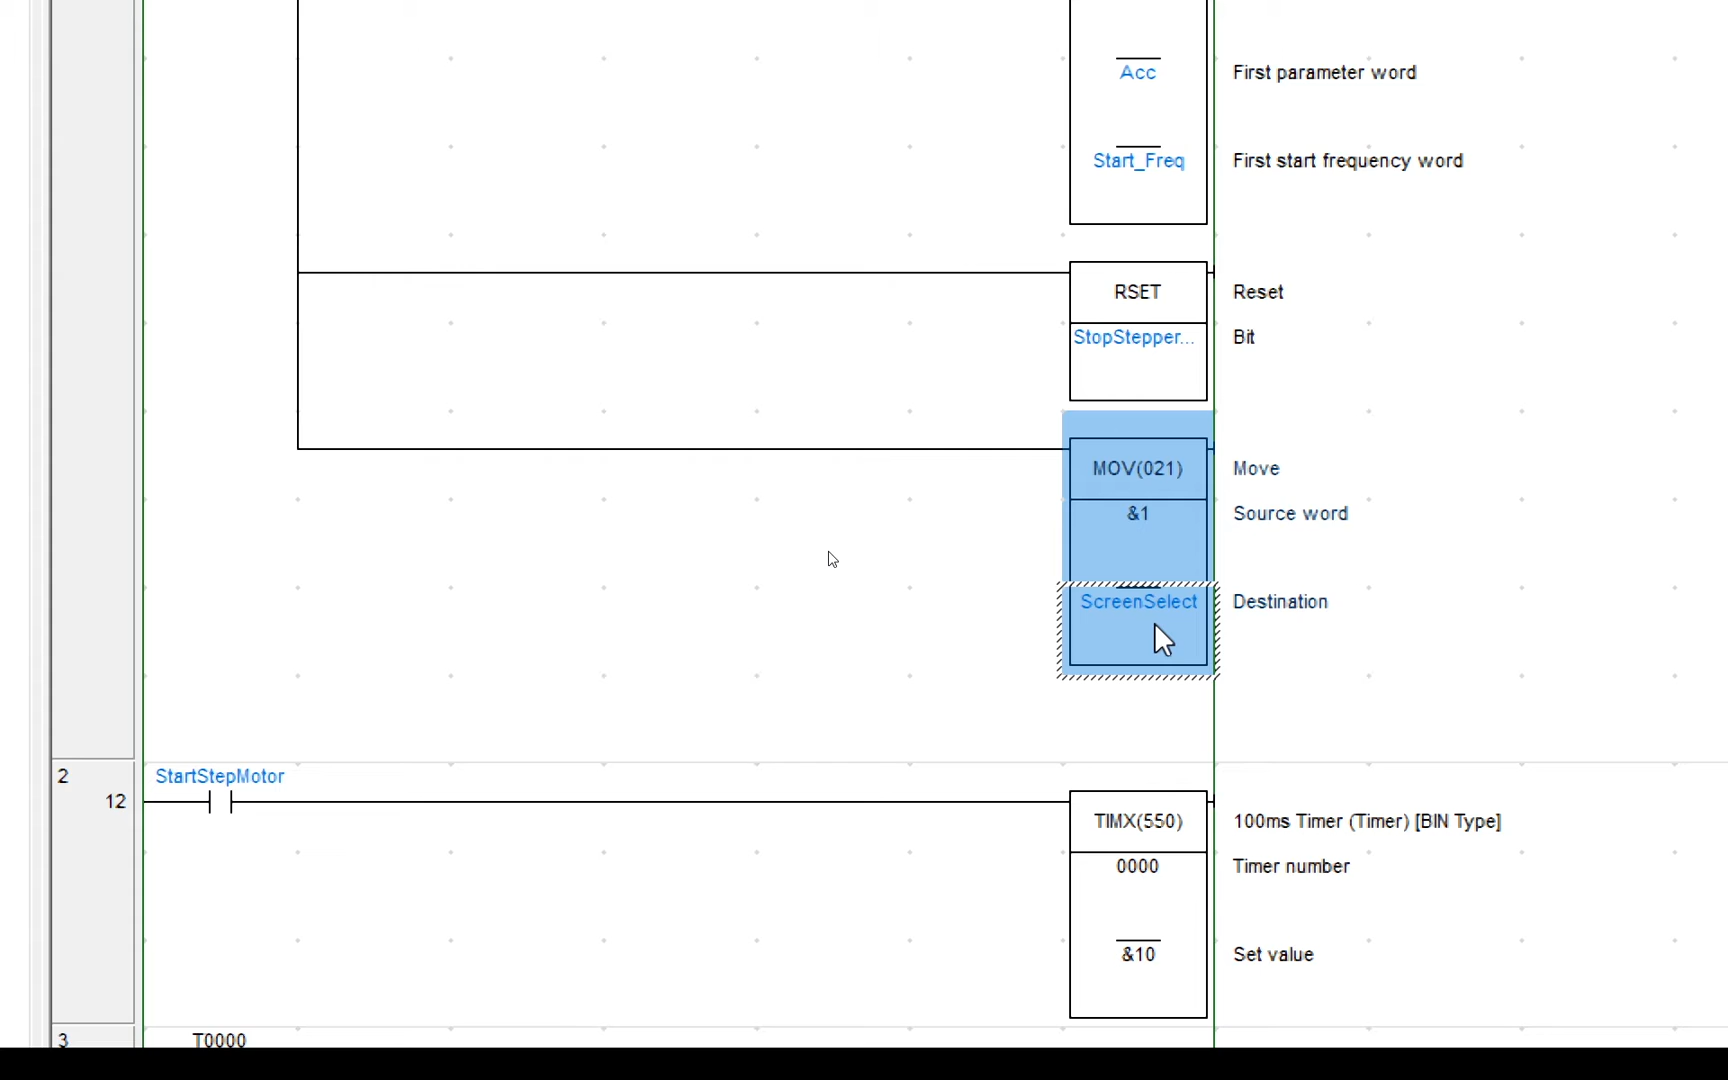 Acc First parameter word
Start_Freq First start frequency word
RSET Reset
StopStepper... Bit
MOV(021) Move
&1 Source word
ScreenSelect Destination
2 StartStepMotor
12 TIMX(550) 100ms Timer (Timer) [BIN Type]
0000 Timer number
&10 Set value
3 T0000